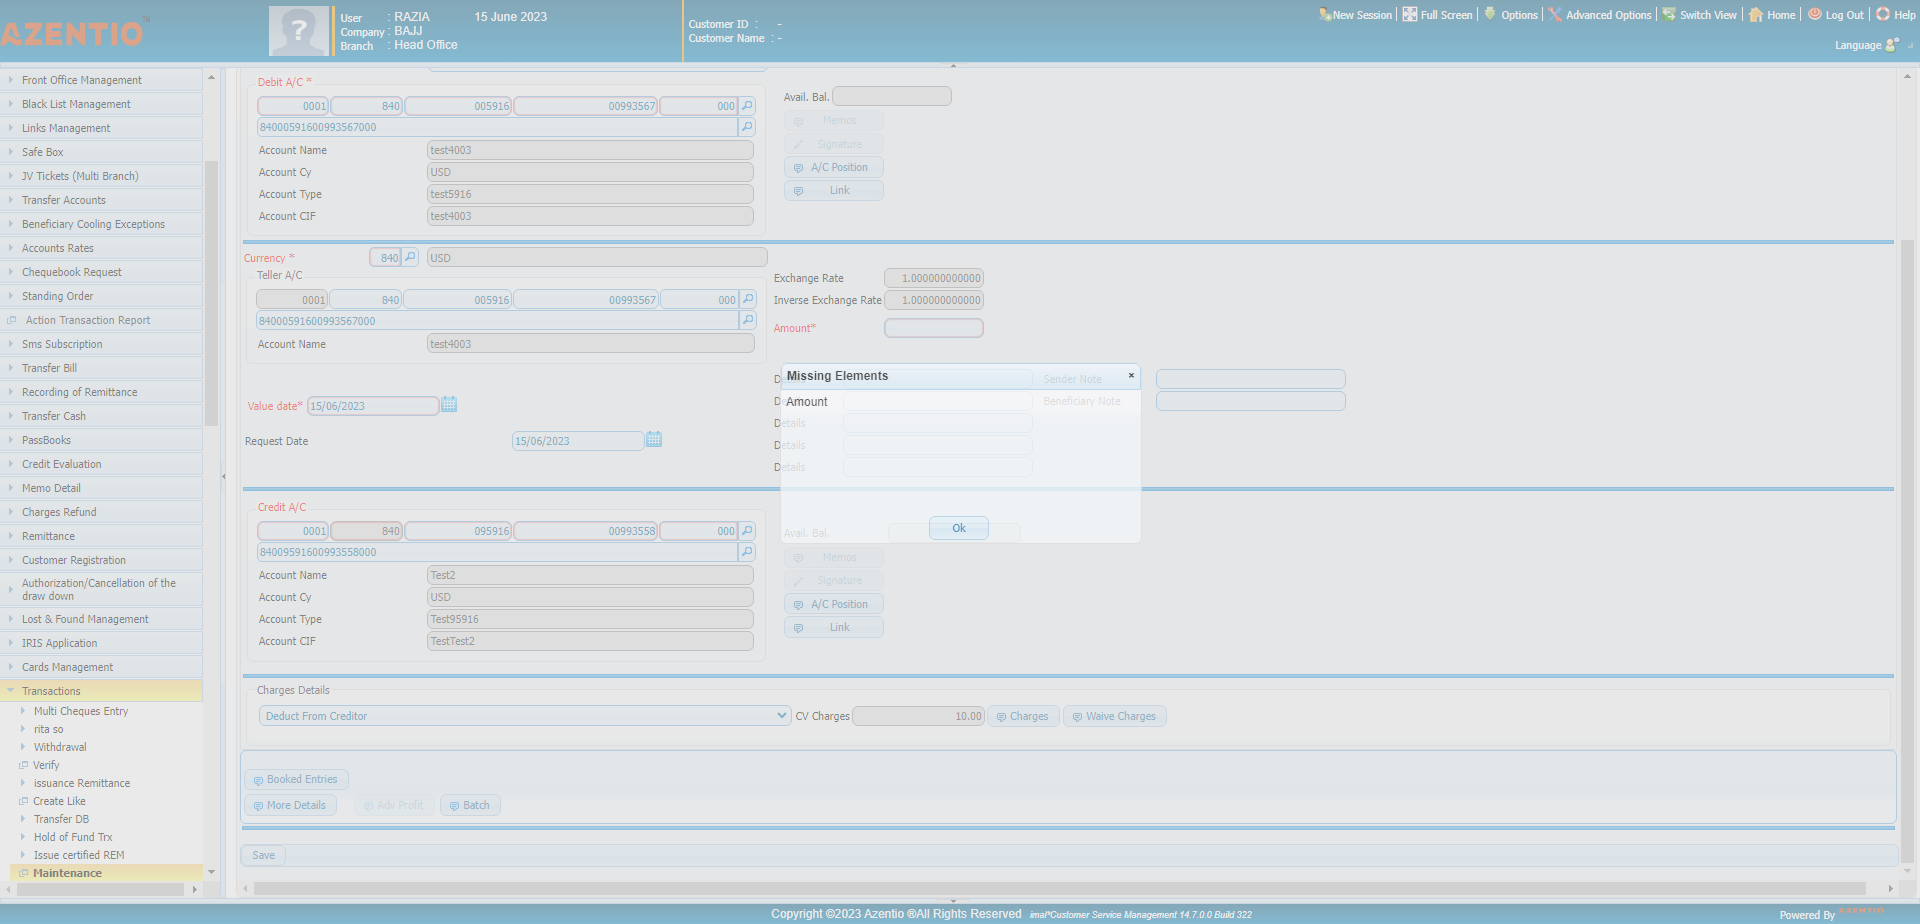 AZENTIO
User : RAZIA 15 June 2023
Company : BAJJ
Branch : Head Office
Customer ID : -
Customer Name : -
New Session Full Screen Options Advanced Options Switch View Home Log Out Help
Language
Front Office Management
Black List Management
Links Management
Safe Box
JV Tickets (Multi Branch)
Transfer Accounts
Beneficiary Cooling Exceptions
Accounts Rates
Chequebook Request
Standing Order
Action Transaction Report
Sms Subscription
Transfer Bill
Recording of Remittance
Transfer Cash
PassBooks
Credit Evaluation
Memo Detail
Charges Refund
Remittance
Customer Registration
Authorization/Cancellation of the
draw down
Lost & Found Management
IRIS Application
Cards Management
Transactions
Multi Cheques Entry
rita so
Withdrawal
Verify
issuance Remittance
Create Like
Transfer DB
Hold of Fund Trx
Issue certified REM
Maintenance
Debit A/C *
0001 840 005916 00993567 000
84000591600993567000
Account Name test4003
Account Cy USD
Account Type test5916
Account CIF test4003
Avail. Bal.
Memos
Signature
A/C Position
Link
Currency * 840 USD
Teller A/C
0001 840 005916 00993567 000
84000591600993567000
Account Name test4003
Exchange Rate 1.000000000000
Inverse Exchange Rate 1.000000000000
Amount*
Value date* 15/06/2023
Request Date 15/06/2023
Missing Elements ×
Amount
Ok
Sender Note
Beneficiary Note
Details
Details
Details
Credit A/C
0001 840 095916 00993558 000
84009591600993558000
Account Name Test2
Account Cy USD
Account Type Test95916
Account CIF TestTest2
Avail. Bal.
Memos
Signature
A/C Position
Link
Charges Details
Deduct From Creditor CV Charges 10.00 Charges Waive Charges
Booked Entries
More Details Adv Profit Batch
Save
Copyright ©2023 Azentio ®All Rights Reserved imal*Customer Service Management 14.7.0.0 Build 322
Powered By AZENTIO